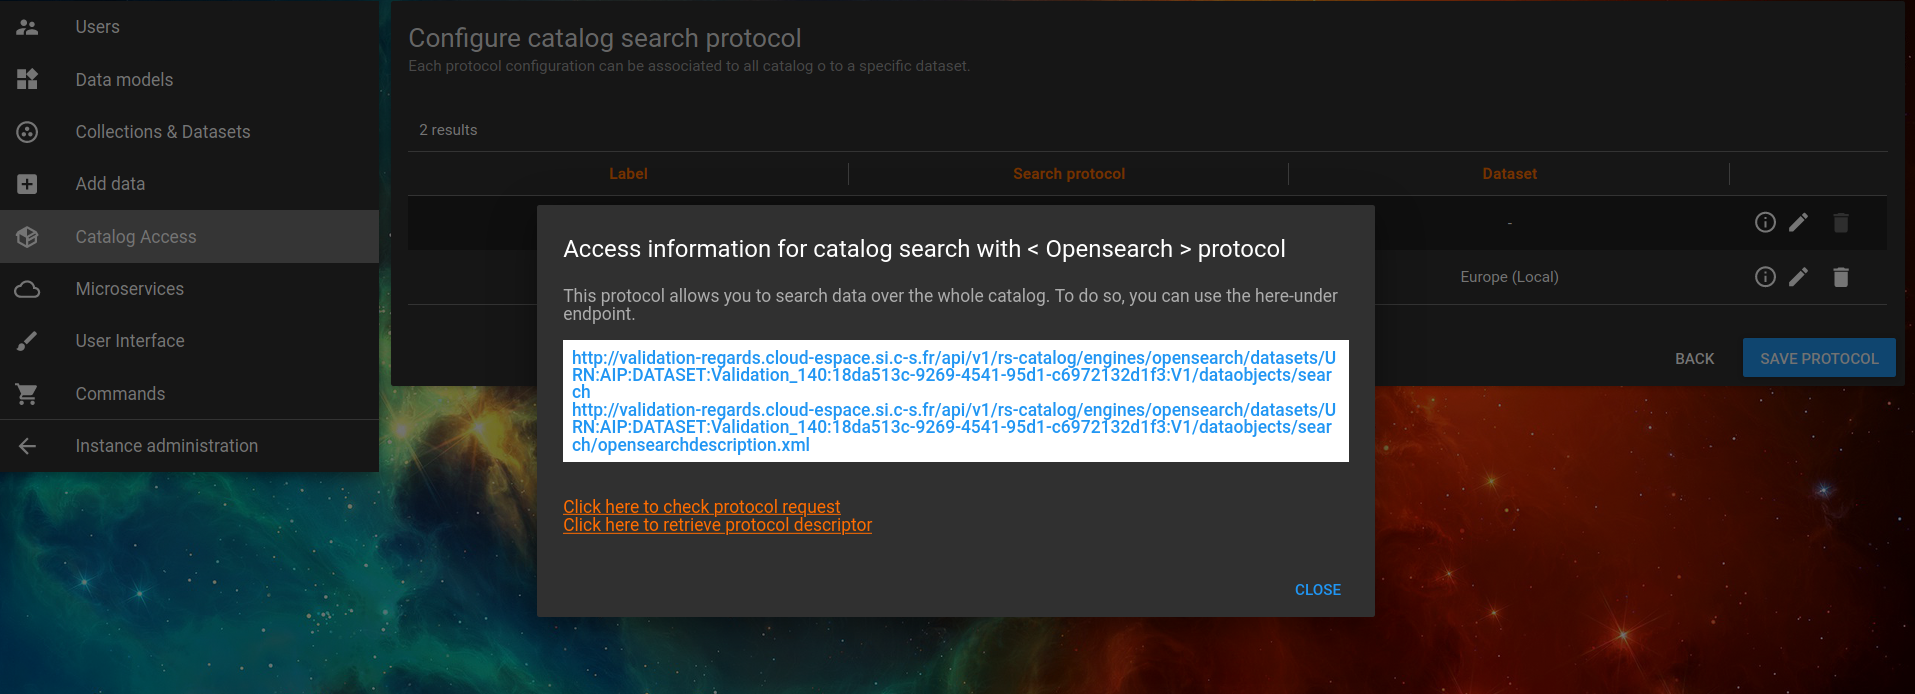 Users
Data models
Collections & Datasets
Add data
Catalog Access
Microservices
User Interface
Commands
Instance administration
Configure catalog search protocol
Each protocol configuration can be associated to all catalog o to a specific dataset.
2 results
Label
Search protocol
Dataset
-
Europe (Local)
BACK
SAVE PROTOCOL
Access information for catalog search with < Opensearch > protocol
This protocol allows you to search data over the whole catalog. To do so, you can use the here-under
endpoint.
http://validation-regards.cloud-espace.si.c-s.fr/api/v1/rs-catalog/engines/opensearch/datasets/U
RN:AIP:DATASET:Validation_140:18da513c-9269-4541-95d1-c6972132d1f3:V1/dataobjects/sear
ch
http://validation-regards.cloud-espace.si.c-s.fr/api/v1/rs-catalog/engines/opensearch/datasets/U
RN:AIP:DATASET:Validation_140:18da513c-9269-4541-95d1-c6972132d1f3:V1/dataobjects/sear
ch/opensearchdescription.xml
Click here to check protocol request
Click here to retrieve protocol descriptor
CLOSE